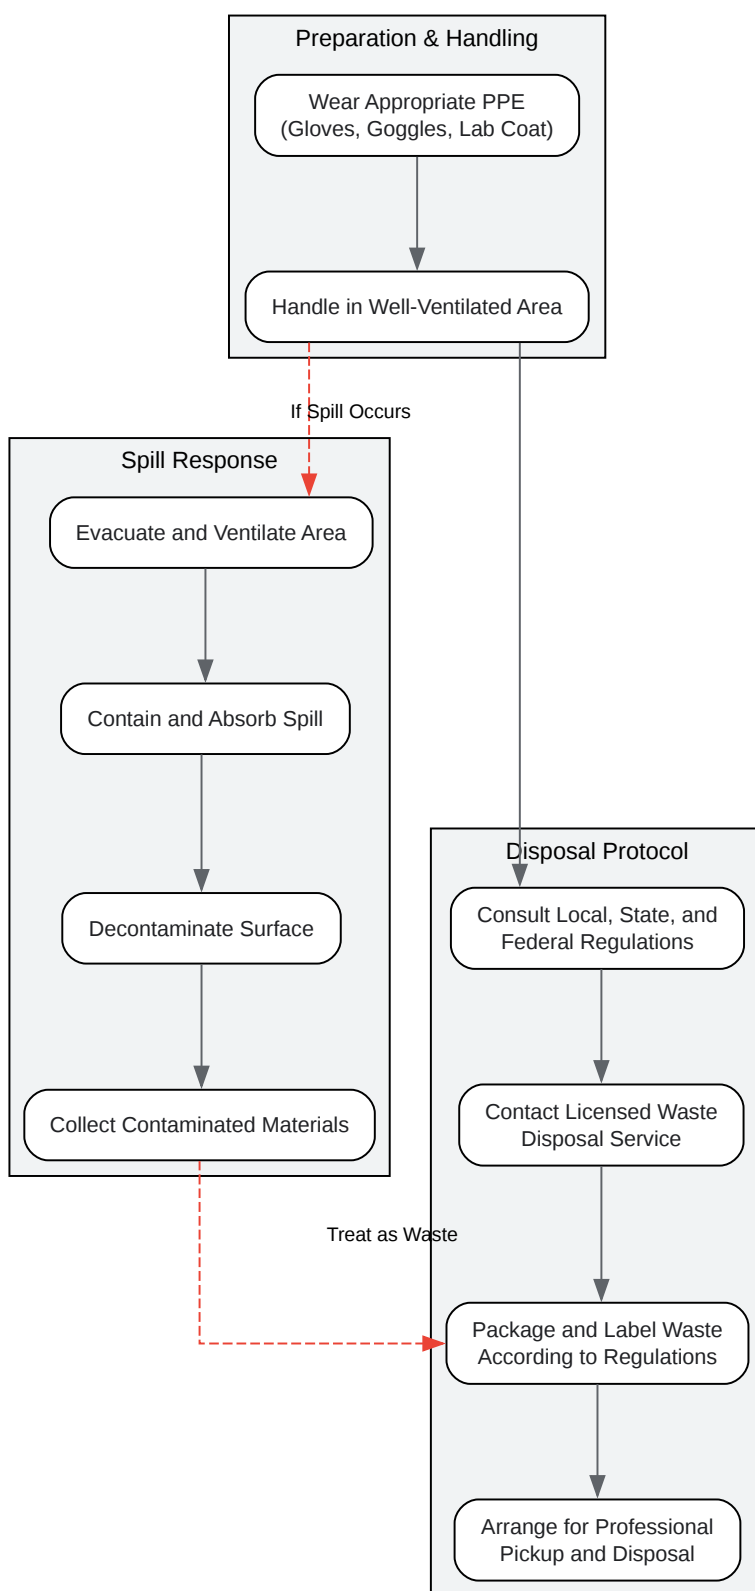 Preparation & Handling
Wear Appropriate PPE
(Gloves, Goggles, Lab Coat)
Handle in Well-Ventilated Area
If Spill Occurs
Spill Response
Evacuate and Ventilate Area
Contain and Absorb Spill
Decontaminate Surface
Collect Contaminated Materials
Treat as Waste
Disposal Protocol
Consult Local, State, and
Federal Regulations
Contact Licensed Waste
Disposal Service
Package and Label Waste
According to Regulations
Arrange for Professional
Pickup and Disposal